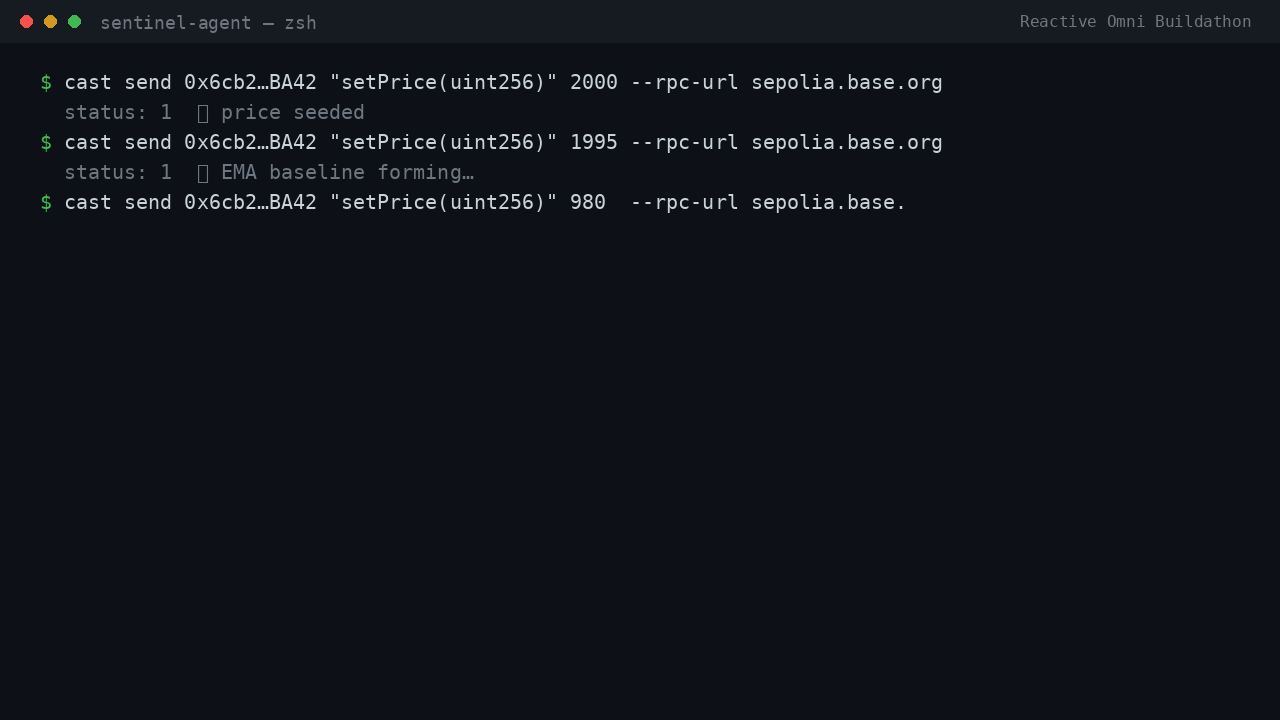 sentinel-agent — zsh
Reactive Omni Buildathon
$ cast send 0x6cb2…BA42 "setPrice(uint256)" 2000 --rpc-url sepolia.base.org
status: 1  price seeded
$ cast send 0x6cb2…BA42 "setPrice(uint256)" 1995 --rpc-url sepolia.base.org
status: 1  EMA baseline forming…
$ cast send 0x6cb2…BA42 "setPrice(uint256)" 980  --rpc-url sepolia.base.